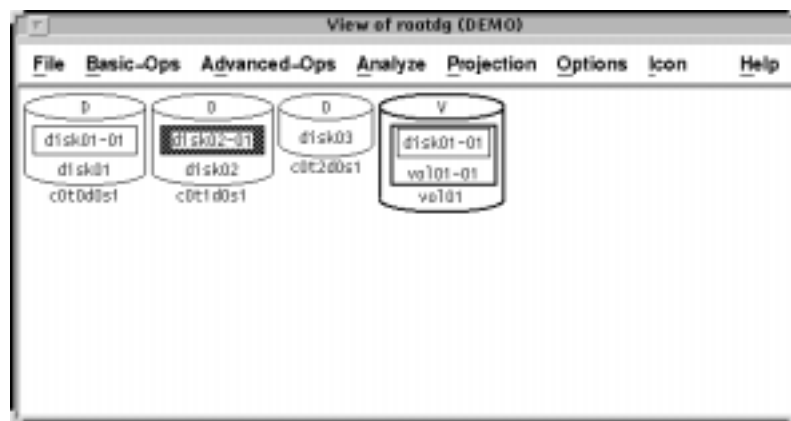 View of rootdg (DEMO)
File Basic-Ops Advanced-Ops Analyze Projection Options Icon Help
D D D V
disk01-01 disk02-01 disk03 disk01-01
disk01 disk02 c0t2d0s1 vol01-01
c0t0d0s1 c0t1d0s1 vol01